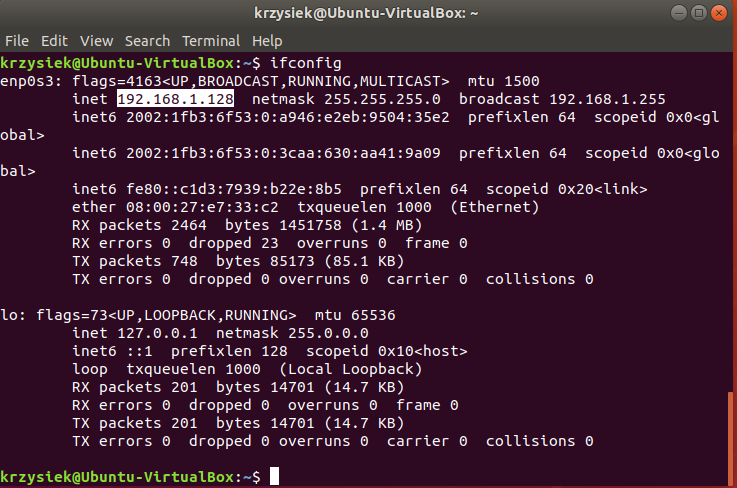 krzysiek@Ubuntu-VirtualBox: ~
File Edit View Search Terminal Help
krzysiek@Ubuntu-VirtualBox:~$ ifconfig
enp0s3: flags=4163<UP,BROADCAST,RUNNING,MULTICAST>  mtu 1500
        inet 192.168.1.128  netmask 255.255.255.0  broadcast 192.168.1.255
        inet6 2002:1fb3:6f53:0:a946:e2eb:9504:35e2  prefixlen 64  scopeid 0x0<gl
obal>
        inet6 2002:1fb3:6f53:0:3caa:630:aa41:9a09  prefixlen 64  scopeid 0x0<glo
bal>
        inet6 fe80::c1d3:7939:b22e:8b5  prefixlen 64  scopeid 0x20<link>
        ether 08:00:27:e7:33:c2  txqueuelen 1000  (Ethernet)
        RX packets 2464  bytes 1451758 (1.4 MB)
        RX errors 0  dropped 23  overruns 0  frame 0
        TX packets 748  bytes 85173 (85.1 KB)
        TX errors 0  dropped 0 overruns 0  carrier 0  collisions 0

lo: flags=73<UP,LOOPBACK,RUNNING>  mtu 65536
        inet 127.0.0.1  netmask 255.0.0.0
        inet6 ::1  prefixlen 128  scopeid 0x10<host>
        loop  txqueuelen 1000  (Local Loopback)
        RX packets 201  bytes 14701 (14.7 KB)
        RX errors 0  dropped 0  overruns 0  frame 0
        TX packets 201  bytes 14701 (14.7 KB)
        TX errors 0  dropped 0 overruns 0  carrier 0  collisions 0

krzysiek@Ubuntu-VirtualBox:~$